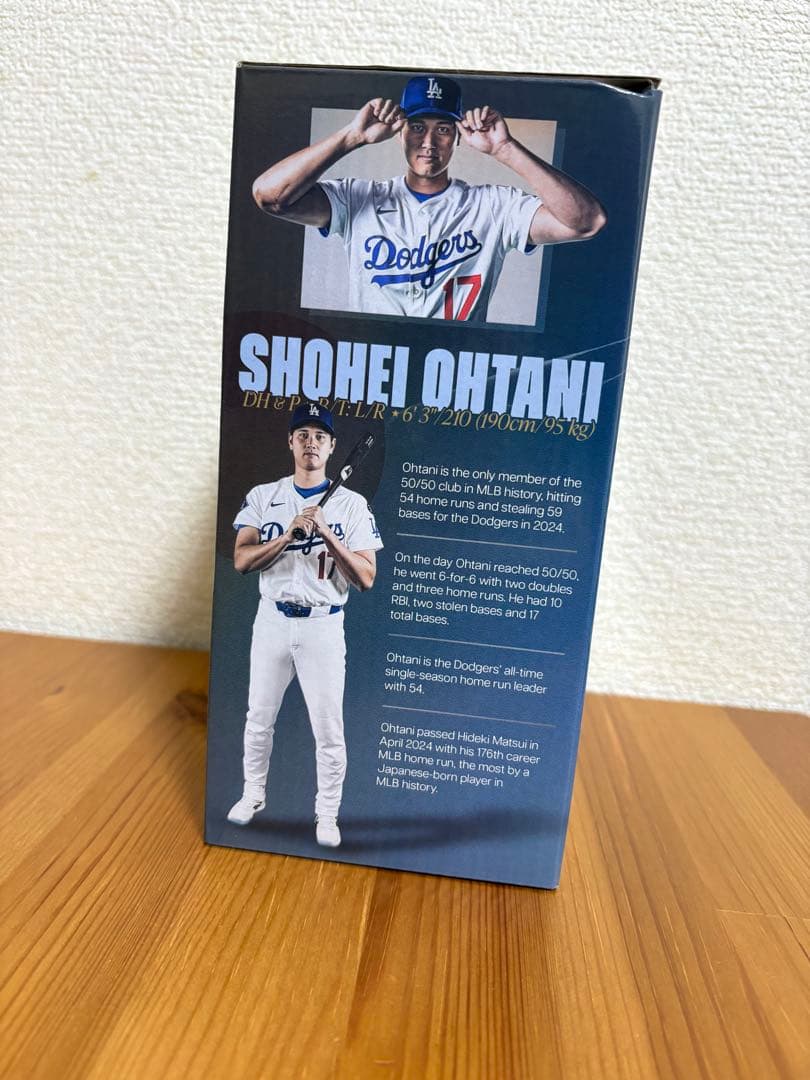 LA
Dodgers
17
SHOHEI OHTANI
DH & P ★ B/T: L/R ★ 6' 3"/210 (190cm/95 kg)
LA
Dodgers
LA
17
Ohtani is the only member of the
50/50 club in MLB history, hitting
54 home runs and stealing 59
bases for the Dodgers in 2024.
On the day Ohtani reached 50/50,
he went 6-for-6 with two doubles
and three home runs. He had 10
RBI, two stolen bases and 17
total bases.
Ohtani is the Dodgers' all-time
single-season home run leader
with 54.
Ohtani passed Hideki Matsui in
April 2024 with his 176th career
MLB home run, the most by a
Japanese-born player in
MLB history.